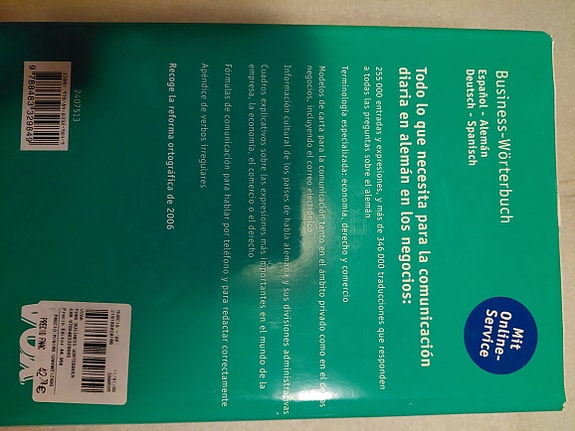 Business-Wörterbuch
Español - Alemán
Deutsch - Spanisch
Mit
Online-
Service
Todo lo que necesita para la comunicación
diaria en alemán en los negocios:
255 000 entradas y expresiones, y más de 346 000 traducciones que responden
a todas las preguntas sobre el alemán
Terminología especializada: economía, derecho y comercio
Modelos de carta para la comunicación tanto en el ámbito privado como en el de los
negocios, incluyendo el correo electrónico
Información cultural de los países de habla alemana y sus divisiones administrativas
Cuadros explicativos sobre las expresiones más importantes en el mundo de la
empresa, la economía, el comercio o el derecho
Fórmulas de comunicación para hablar por teléfono y para redactar correctamente
Apéndice de verbos irregulares
Recoge la reforma ortográfica de 2006
2407513